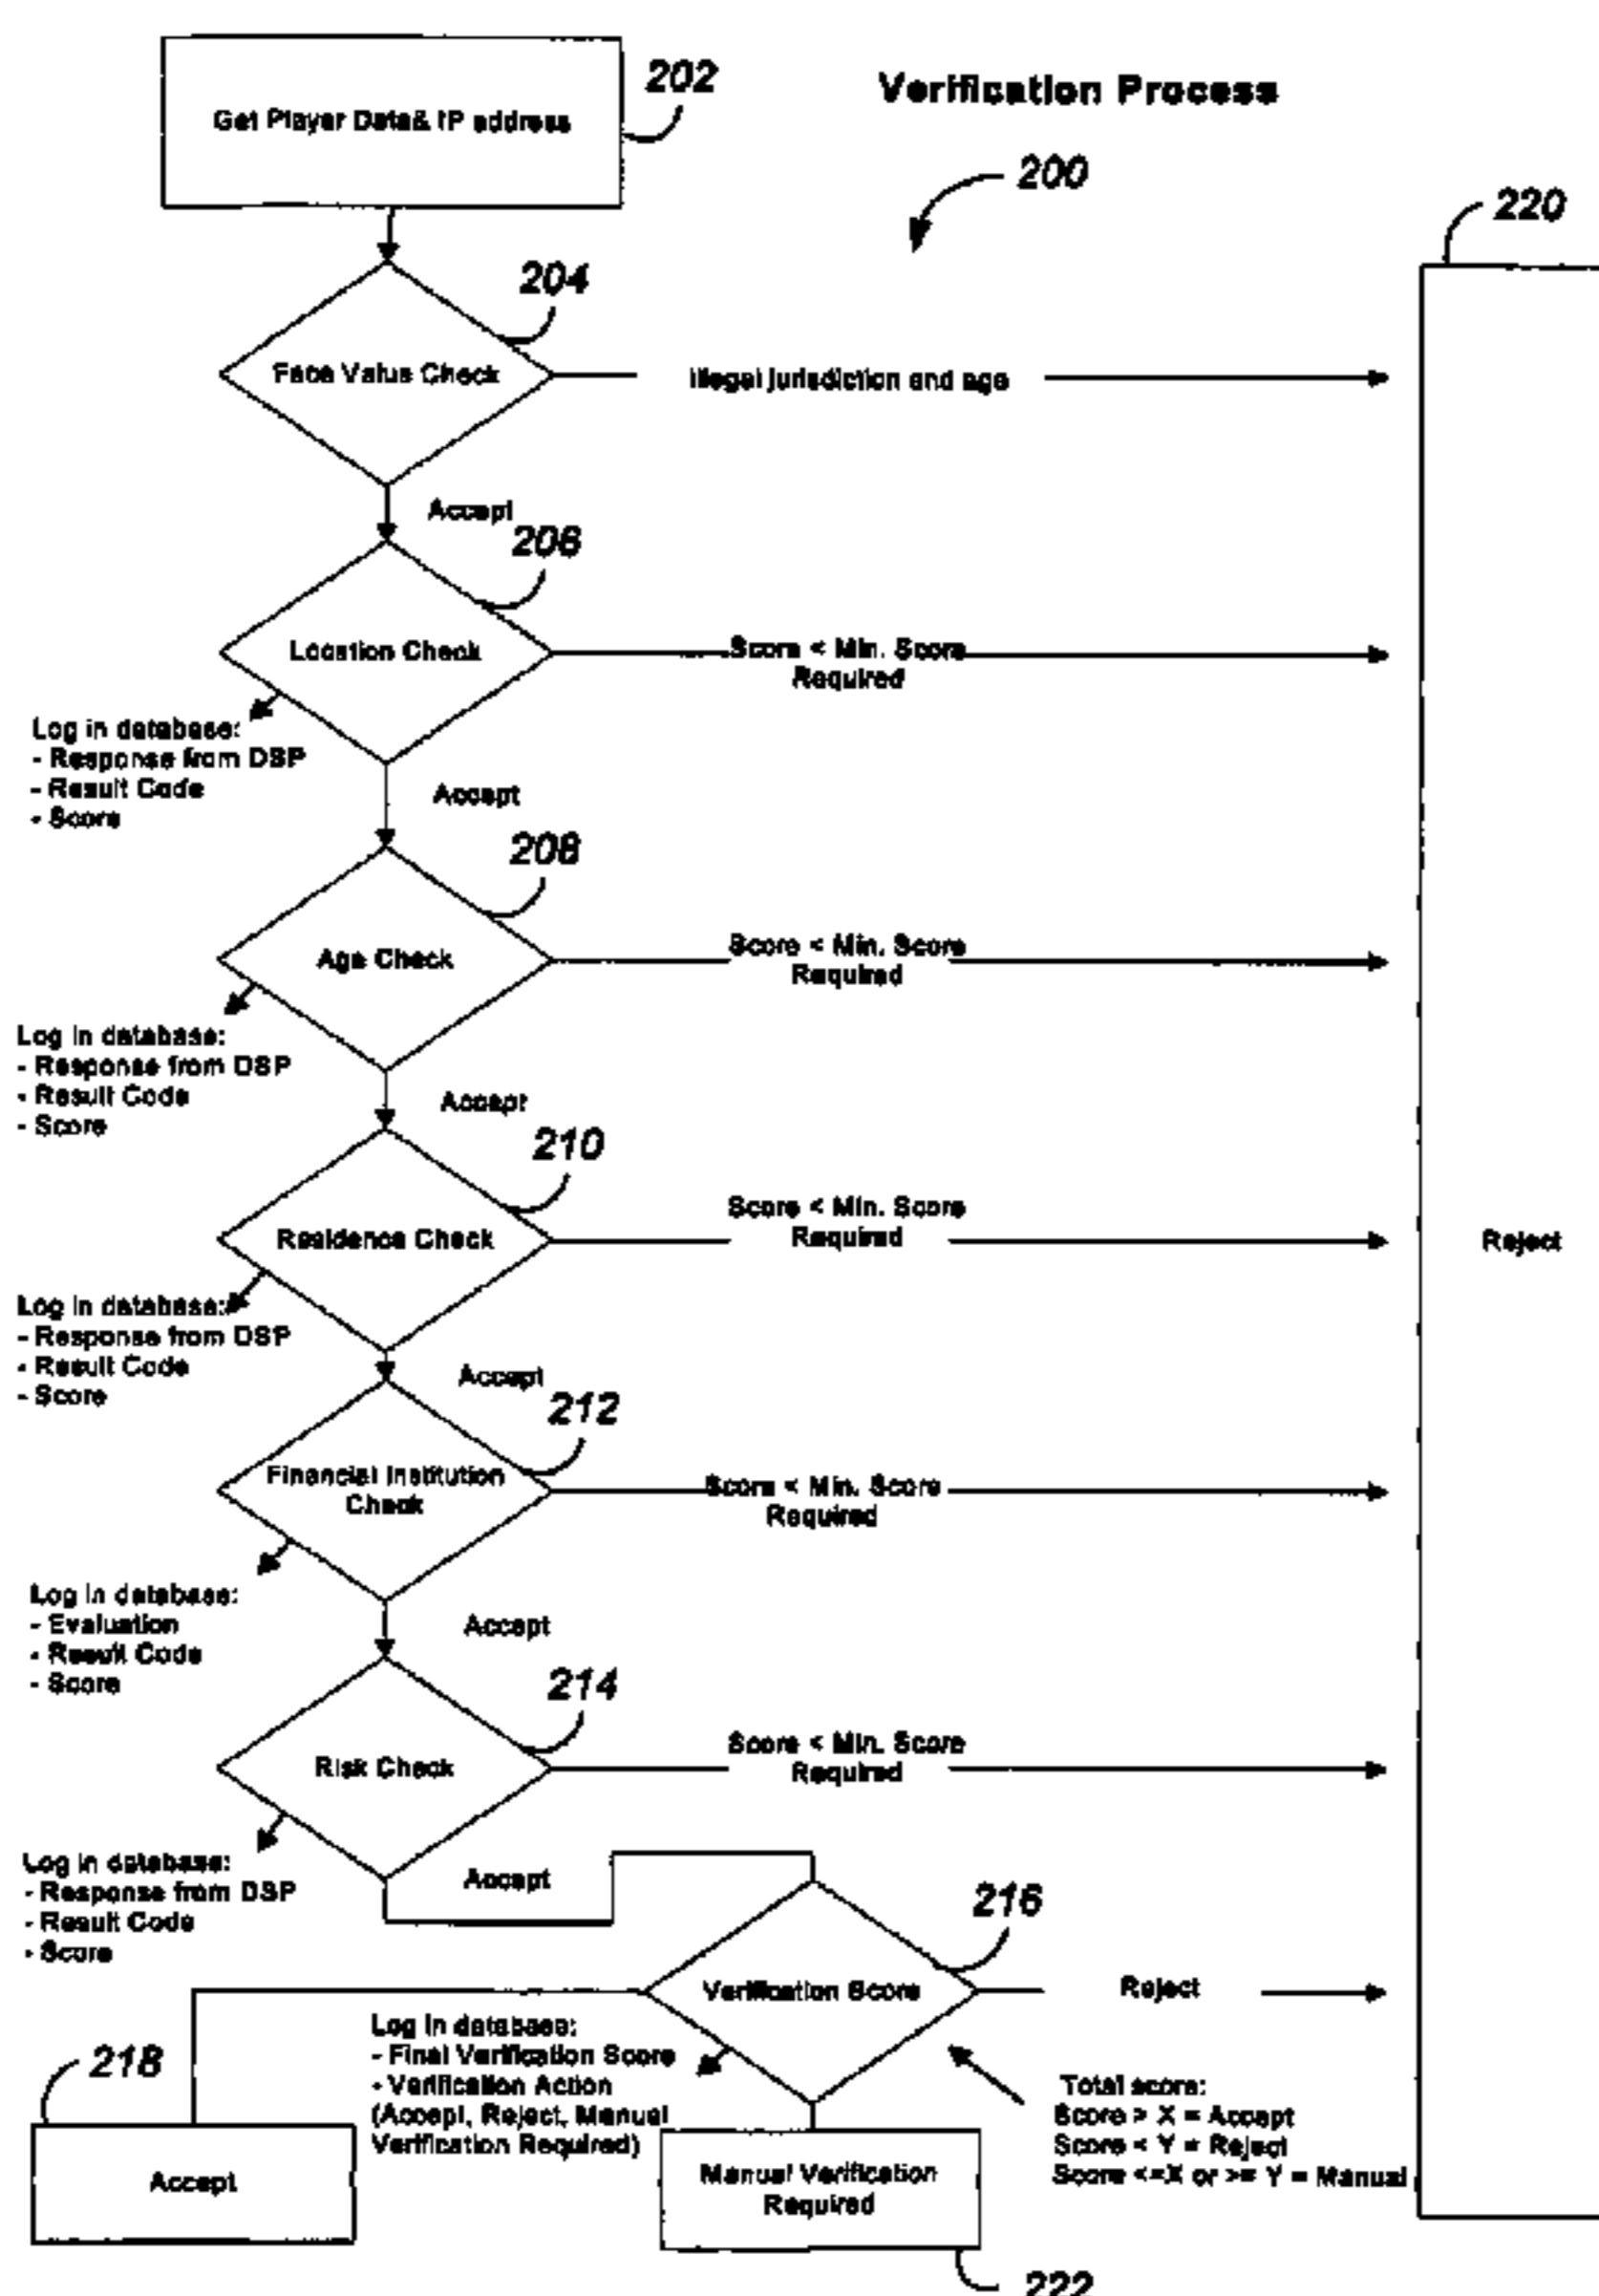 202
Verification Process
Get Player Data& IP address
200
220
204
Face Value Check
Illegal jurisdiction and age
Accept
206
Location Check
Score < Min. Score
Required
Log in database:
- Response from DSP
- Result Code
- Score
Accept
208
Age Check
Score < Min. Score
Required
Log in database:
- Response from DSP
- Result Code
- Score
Accept
210
Residence Check
Score < Min. Score
Required
Reject
Log in database:
- Response from DSP
- Result Code
- Score
Accept
212
Financial Institution
Check
Score < Min. Score
Required
Log in database:
- Evaluation
- Result Code
- Score
Accept
214
Risk Check
Score < Min. Score
Required
Log in database:
- Response from DSP
- Result Code
- Score
Accept
216
Verification Score
Reject
Log in database:
- Final Verification Score
- Verification Action
(Accept, Reject, Manual
Verification Required)
218
Accept
Total score:
Score > X = Accept
Score < Y = Reject
Score <=X or >= Y = Manual
Manual Verification
Required
222